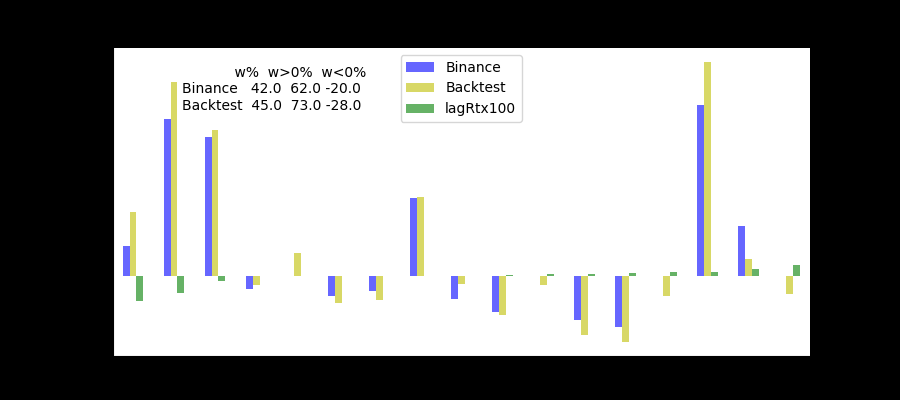 w% w>0% w<0%
Binance 42.0 62.0 -20.0
Backtest 45.0 73.0 -28.0
Binance
Backtest
lagRtx100